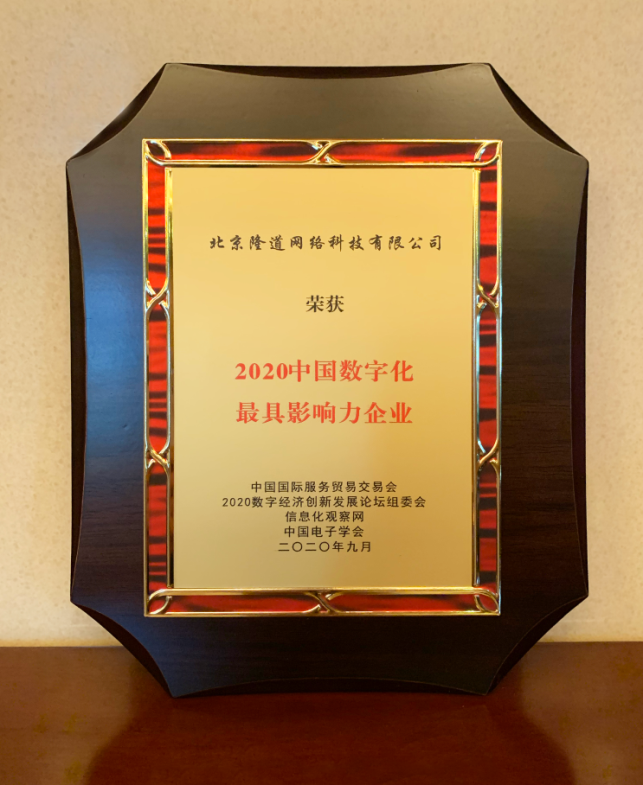 北京隆道网络科技有限公司
荣获
2020中国数字化
最具影响力企业
中国国际服务贸易交易会
2020数字经济创新发展论坛组委会
信息化观察网
中国电子学会
二〇二〇年九月